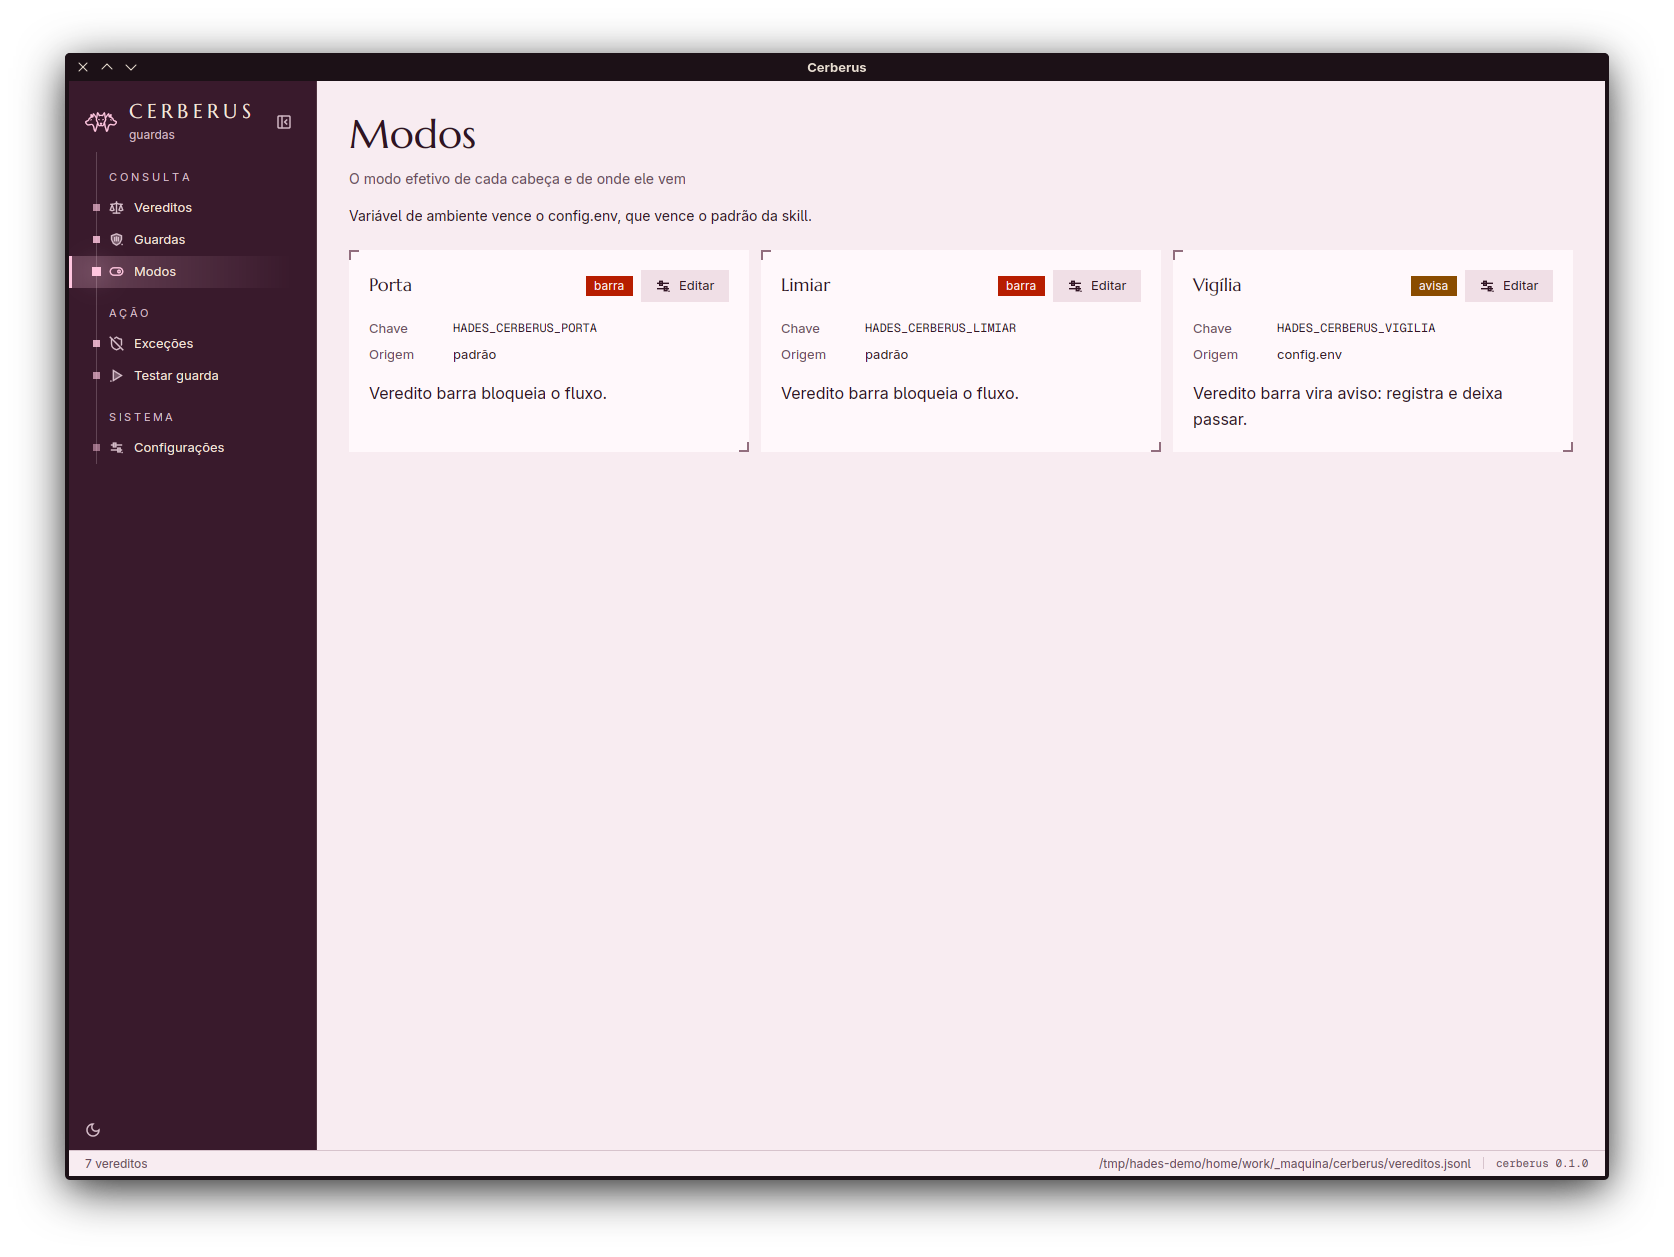 Cerberus
CERBERUS
guardas
CONSULTA
Vereditos
Guardas
Modos
AÇÃO
Exceções
Testar guarda
SISTEMA
Configurações
Modos
O modo efetivo de cada cabeça e de onde ele vem
Variável de ambiente vence o config.env, que vence o padrão da skill.
Porta
barra
Editar
Chave HADES_CERBERUS_PORTA
Origem padrão
Veredito barra bloqueia o fluxo.
Limiar
barra
Editar
Chave HADES_CERBERUS_LIMIAR
Origem padrão
Veredito barra bloqueia o fluxo.
Vigília
avisa
Editar
Chave HADES_CERBERUS_VIGILIA
Origem config.env
Veredito barra vira aviso: registra e deixa
passar.
7 vereditos
/tmp/hades-demo/home/work/_maquina/cerberus/vereditos.jsonl
cerberus 0.1.0